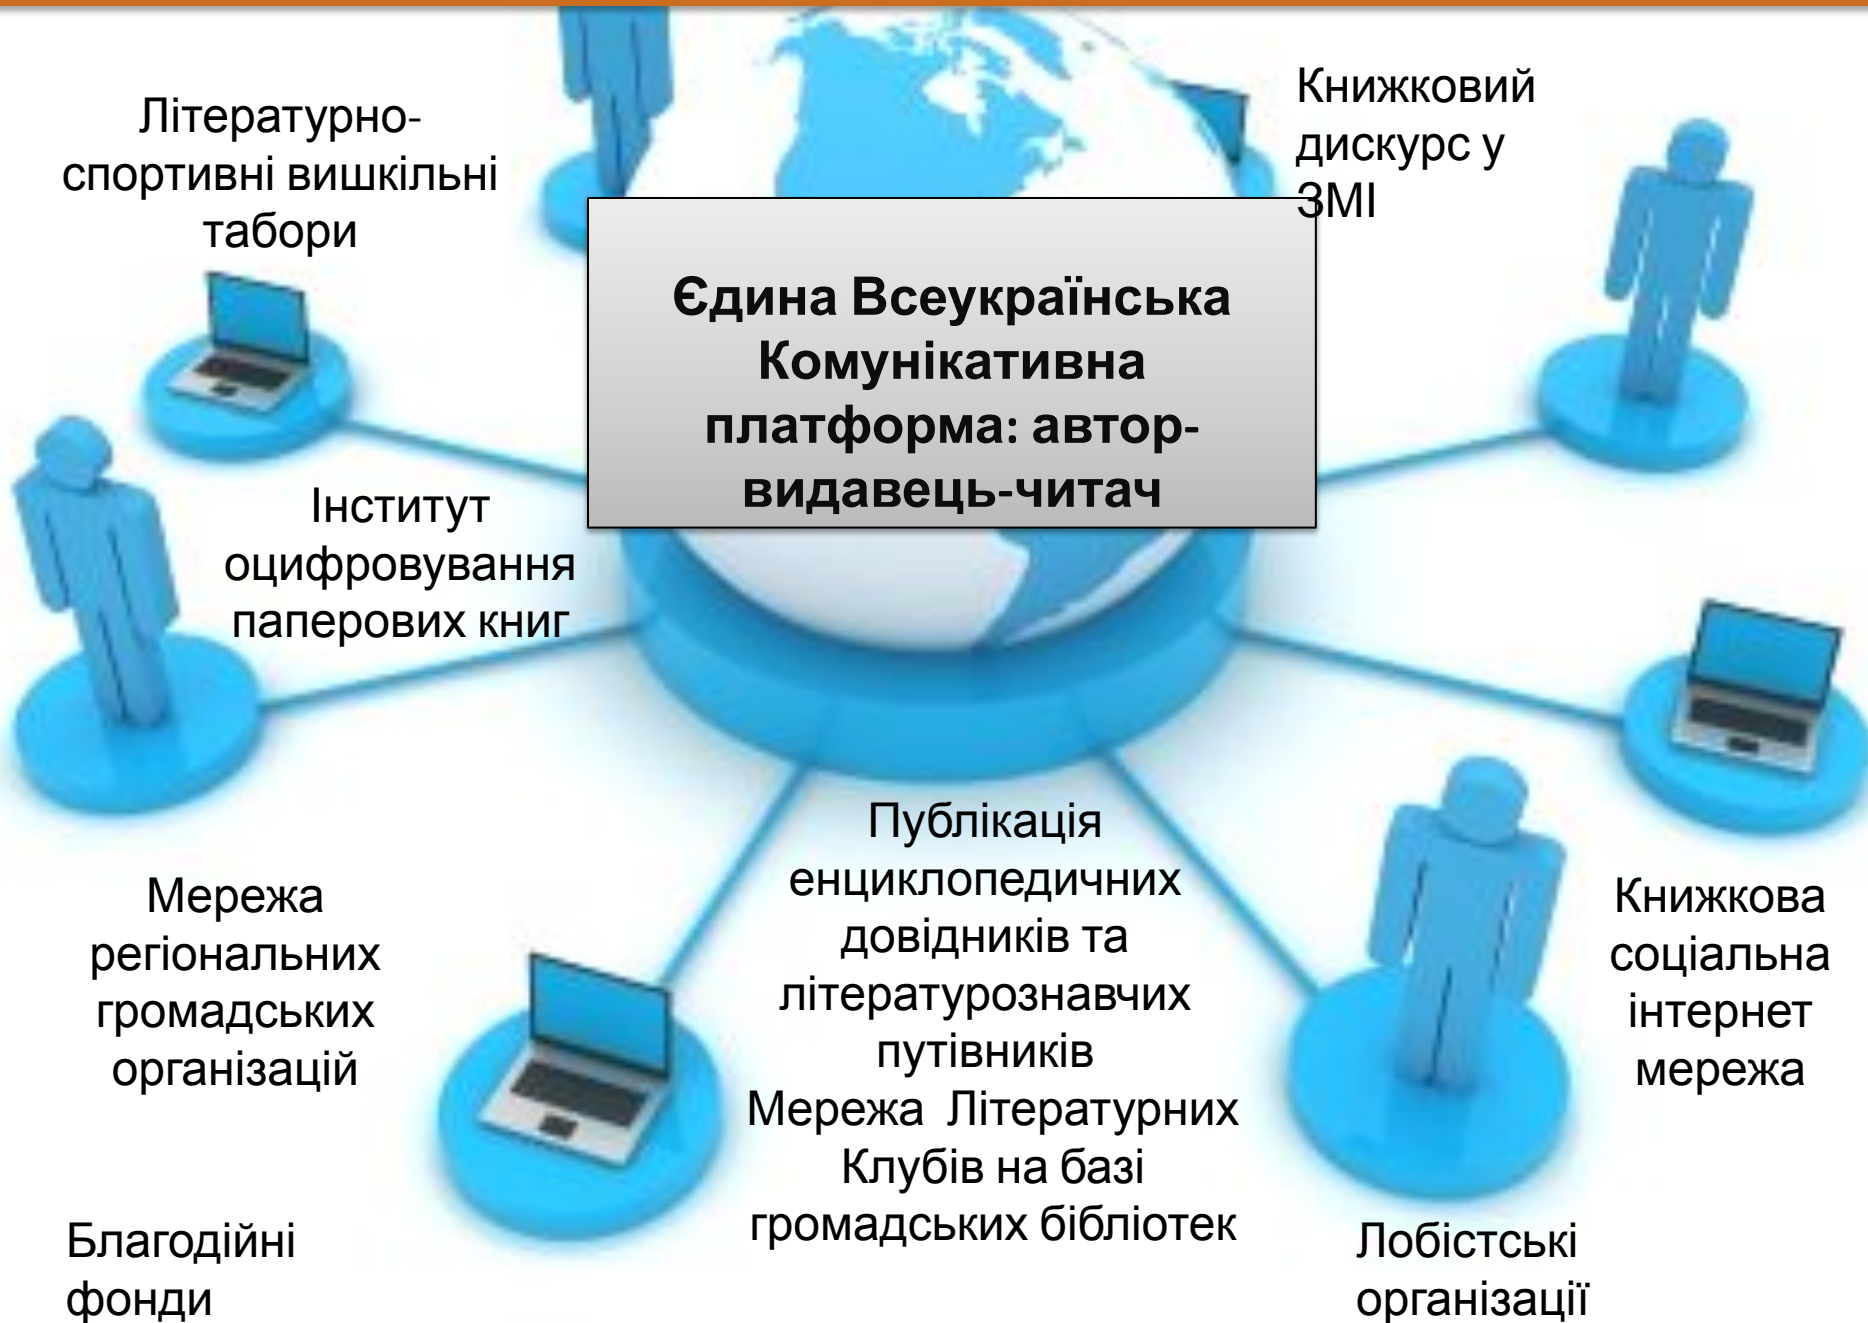 Літературно-
спортивні вишкільні
табори
Книжковий
дискурс у
ЗМІ
Єдина Всеукраїнська
Комунікативна
платформа: автор-
видавець-читач
Інститут
оцифровування
паперових книг
Мережа
регіональних
громадських
організацій
Публікація
енциклопедичних
довідників та
літературознавчих
путівників
Мережа  Літературних
Клубів на базі
громадських бібліотек
Книжкова
соціальна
інтернет
мережа
Благодійні
фонди
Лобістські
організації